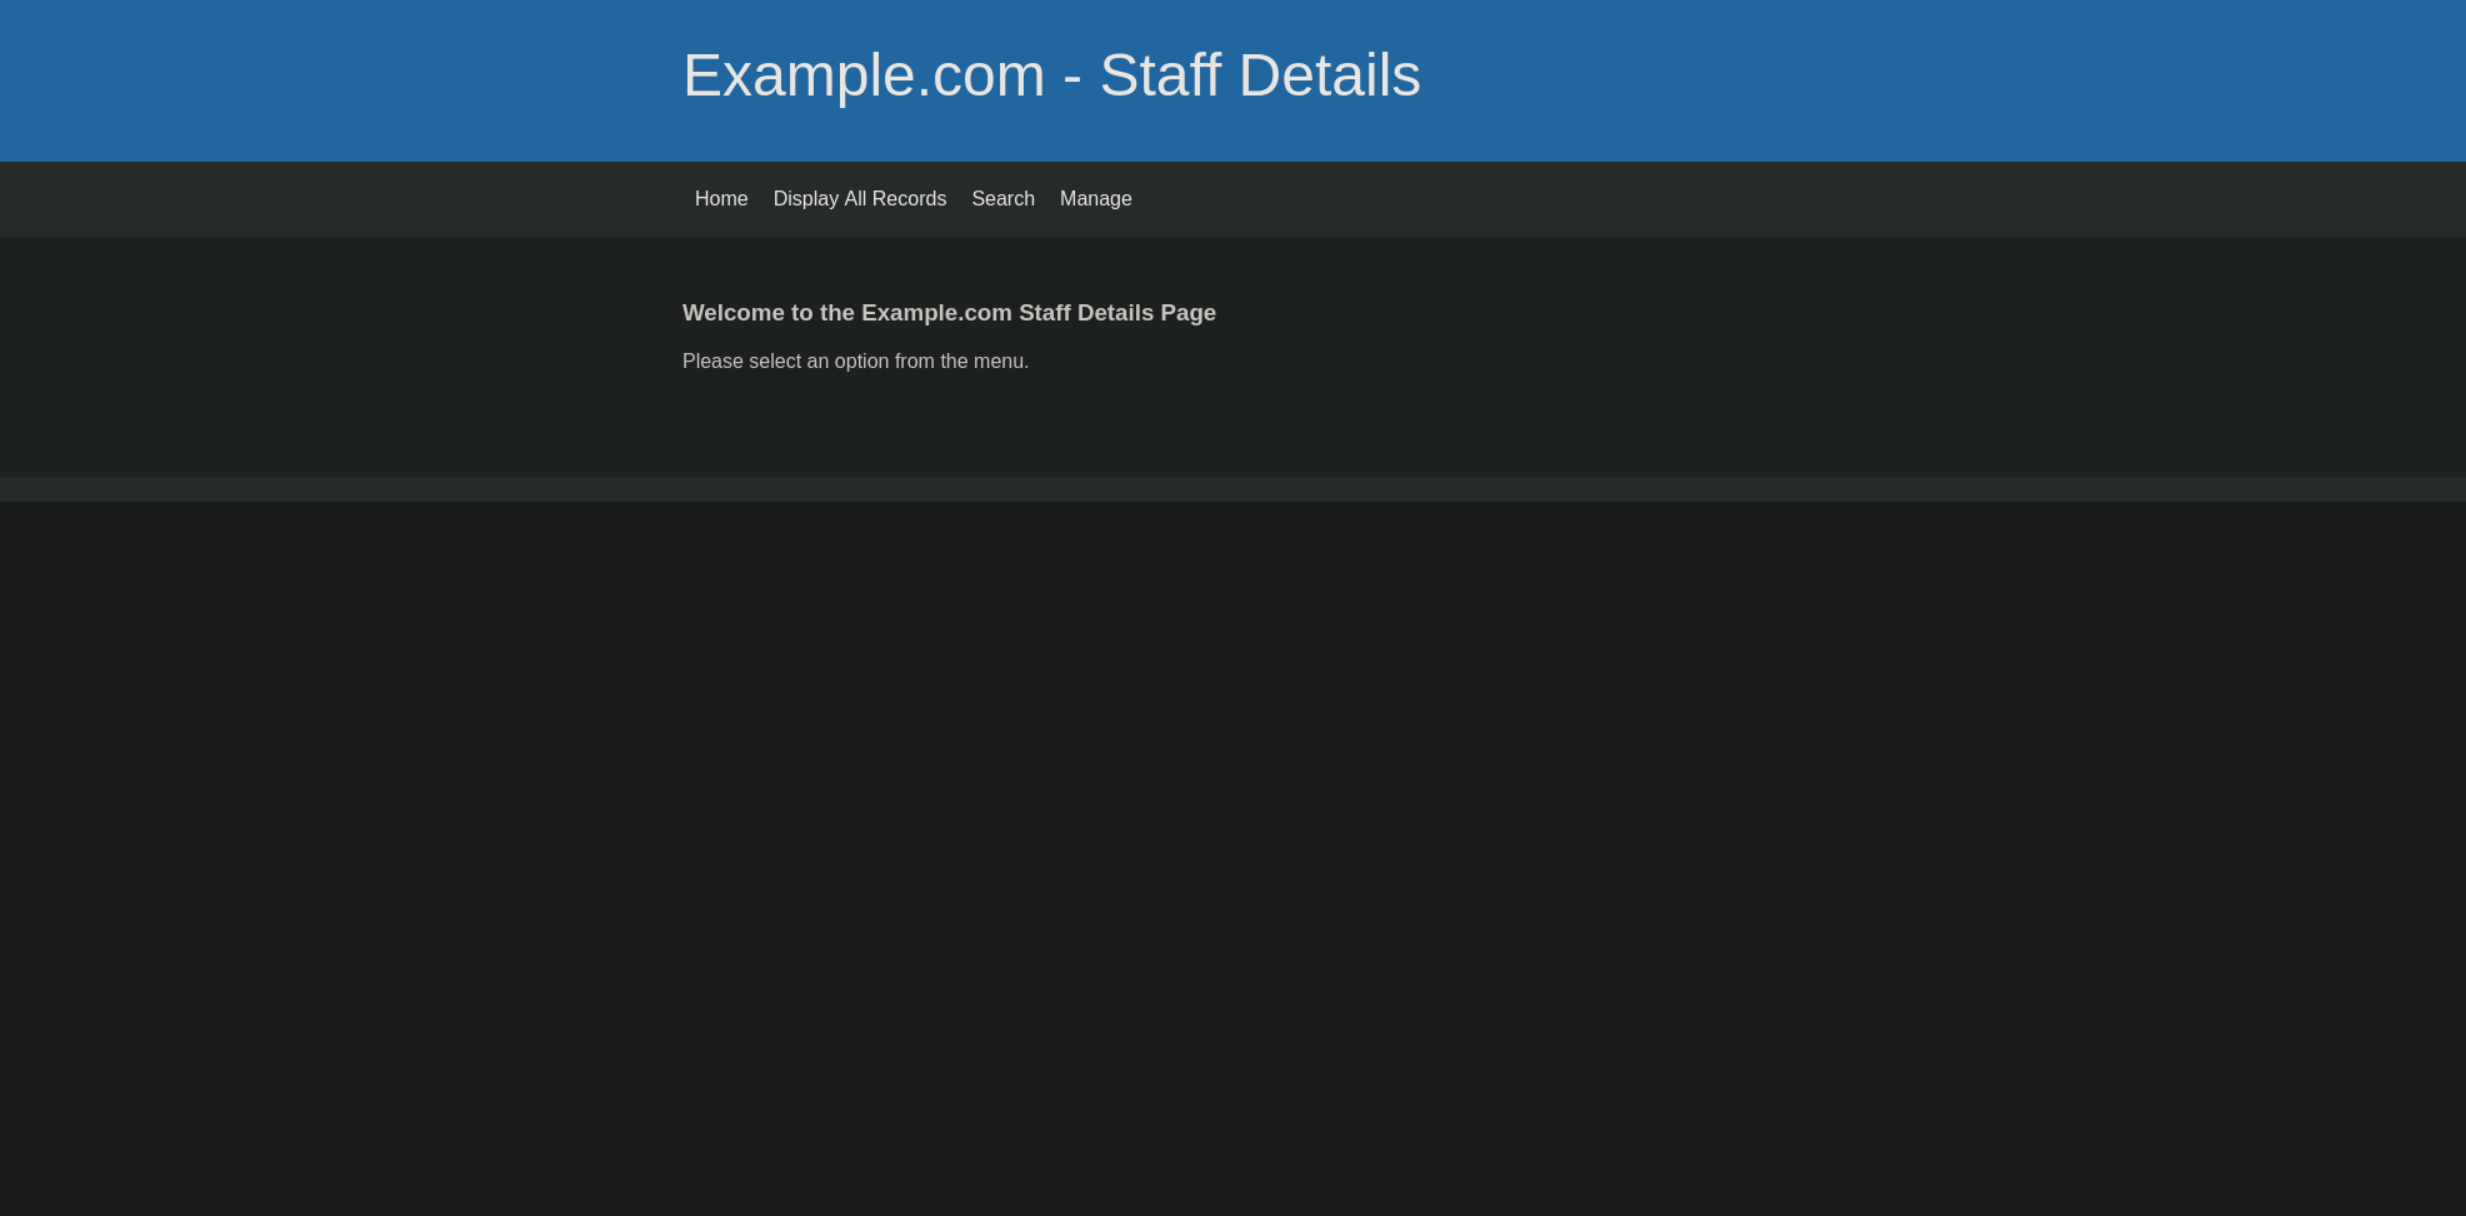 Example.com - Staff Details
Home Display All Records Search Manage
Welcome to the Example.com Staff Details Page
Please select an option from the menu.